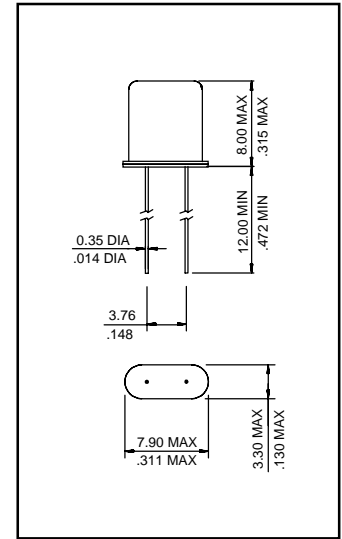 8.00 MAX
.315 MAX
12.00 MIN
.472 MIN
0.35 DIA
.014 DIA
3.76
.148
3.30 MAX
.130 MAX
7.90 MAX
.311 MAX